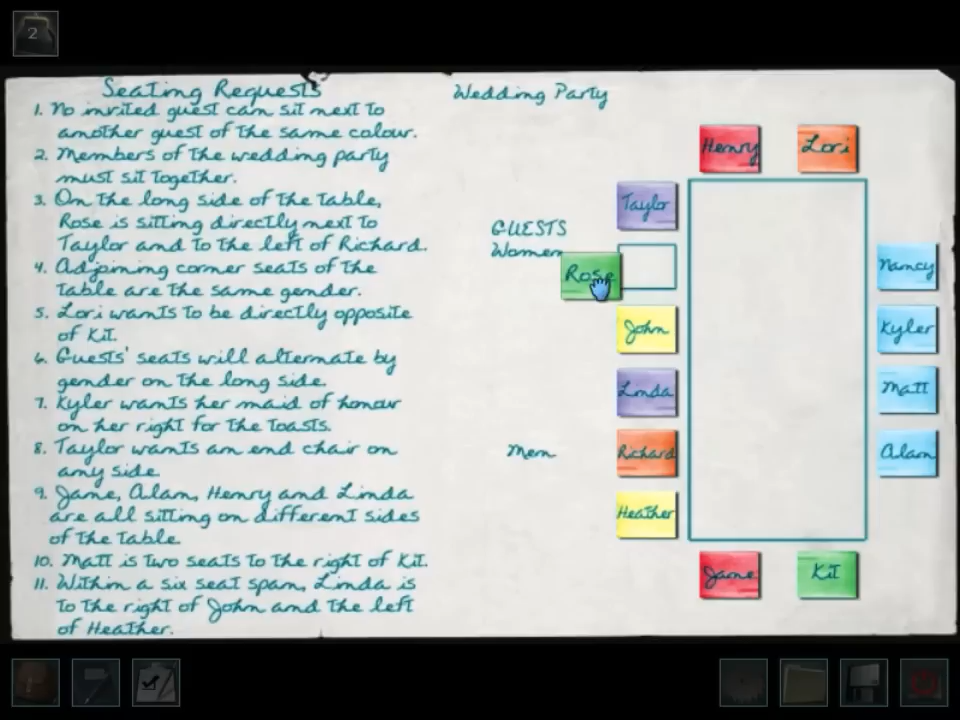 2
Seating Requests
1. No invited guest can sit next to
another guest of the same colour.
2. Members of the wedding party
must sit together.
3. On the long side of the table,
Rose is sitting directly next to
Taylor and to the left of Richard.
4. Adjoining corner seats of the
table are the same gender.
5. Lori wants to be directly opposite
of Kit.
6. Guests' seats will alternate by
gender on the long side.
7. Kyler wants her maid of honour
on her right for the toasts.
8. Taylor wants an end chair on
any side.
9. Jane, Alan, Henry and Linda
are all sitting on different sides
of the table
10. Matt is two seats to the right of Kit.
11. Within a six seat span, Linda is
to the right of John and the left
of Heather.
Wedding Party
GUESTS
Women
Men
Henry
Lori
Taylor
Rose
John
Linda
Richard
Heather
Nancy
Kyler
Matt
Alan
Jane
Kit